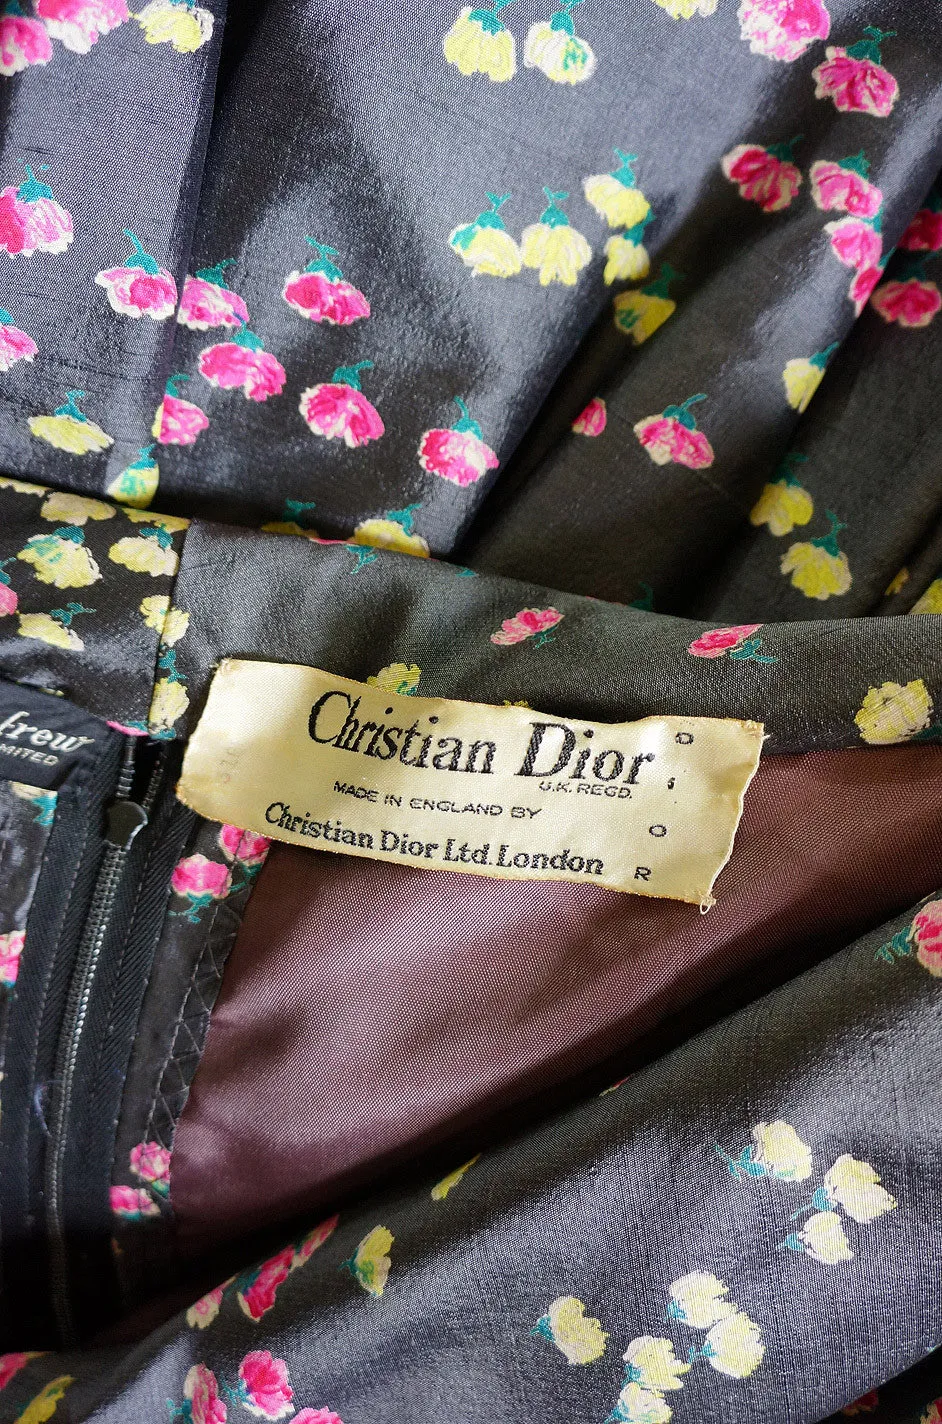 Christian Dior
U.K. REGD.
MADE IN ENGLAND BY
Christian Dior Ltd. London
R